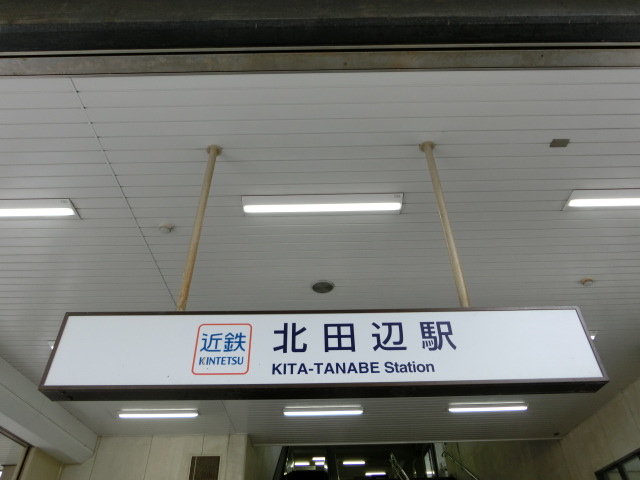 近鉄
KINTETSU
北田辺駅
KITA-TANABE Station